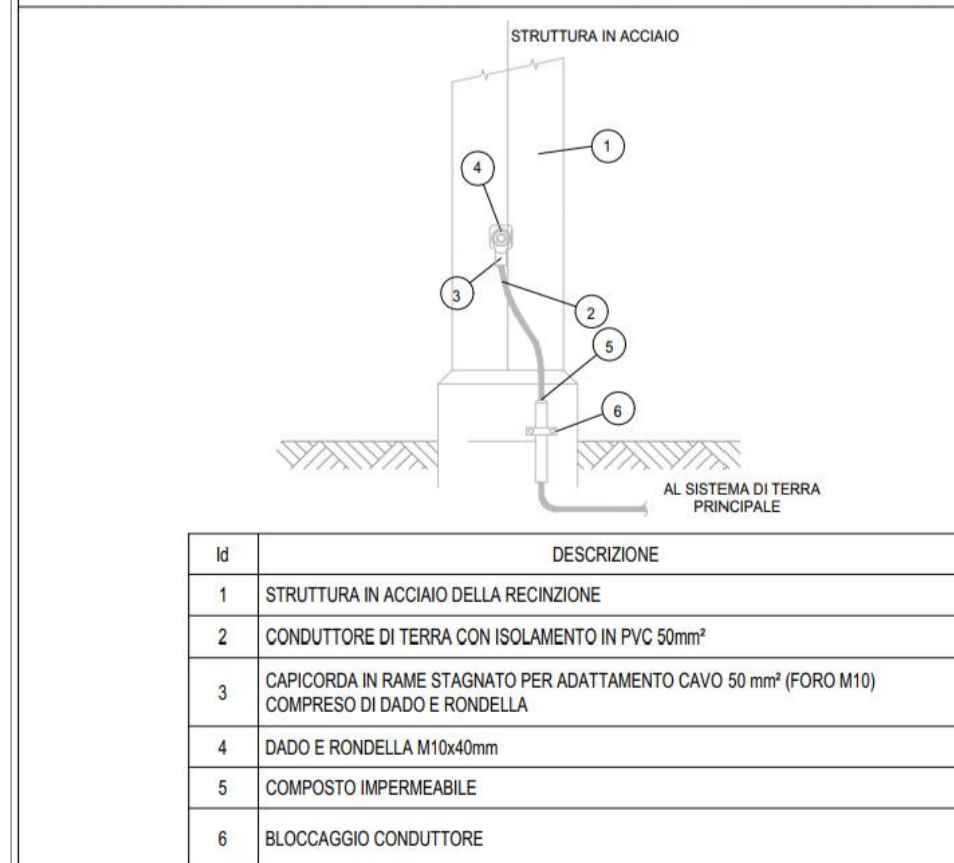 STRUTTURA IN ACCIAIO
1
4
3
2
5
6
AL SISTEMA DI TERRA
PRINCIPALE
Id DESCRIZIONE
1 STRUTTURA IN ACCIAIO DELLA RECINZIONE
2 CONDUTTORE DI TERRA CON ISOLAMENTO IN PVC 50mm²
3 CAPICORDA IN RAME STAGNATO PER ADATTAMENTO CAVO 50 mm² (FORO M10)
COMPRESO DI DADO E RONDELLA
4 DADO E RONDELLA M10x40mm
5 COMPOSTO IMPERMEABILE
6 BLOCCAGGIO CONDUTTORE